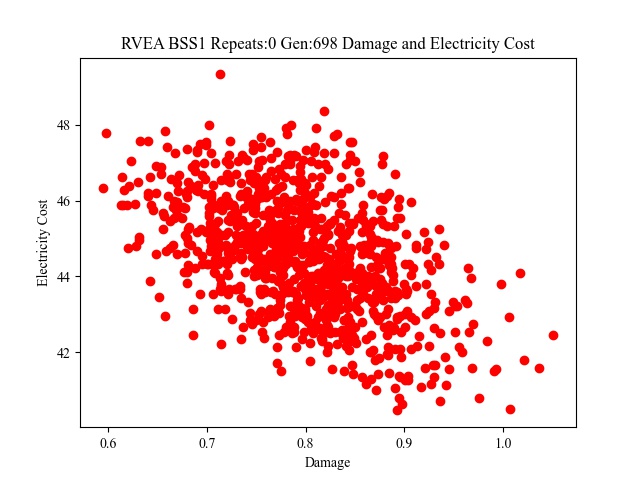 RVEA BSS1 Repeats:0 Gen:698 Damage and Electricity Cost
48
46
44
42
Electricity Cost
0.6 0.7 0.8 0.9 1.0
Damage